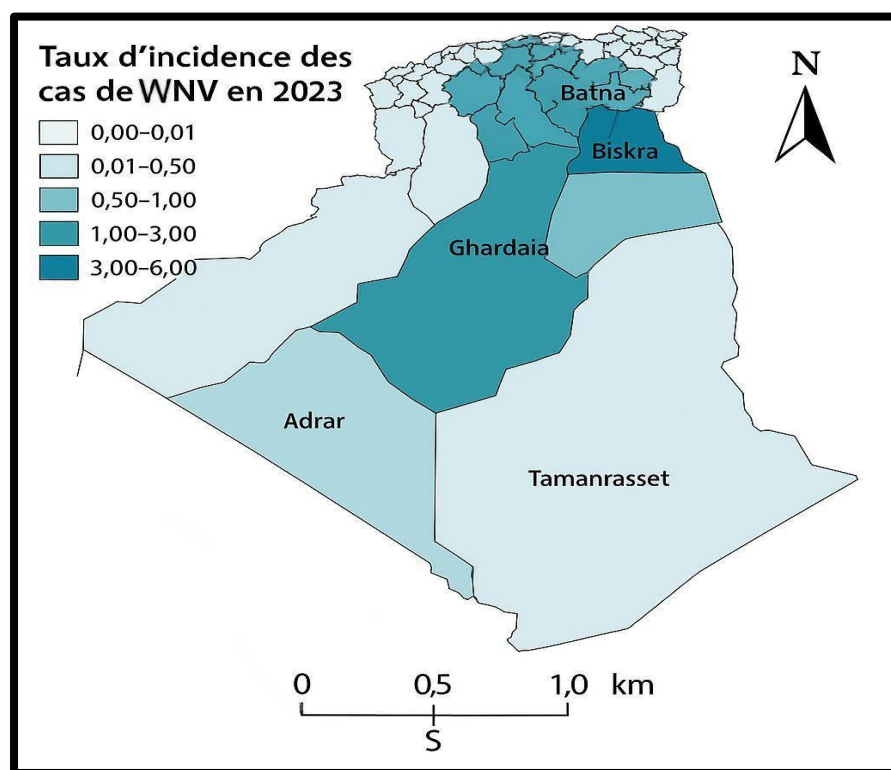 Taux d'incidence des
cas de WNV en 2023
0,00–0,01
0,01–0,50
0,50–1,00
1,00–3,00
3,00–6,00
N
Batna
Biskra
Ghardaia
Adrar
Tamanrasset
0 0,5 1,0 km
S